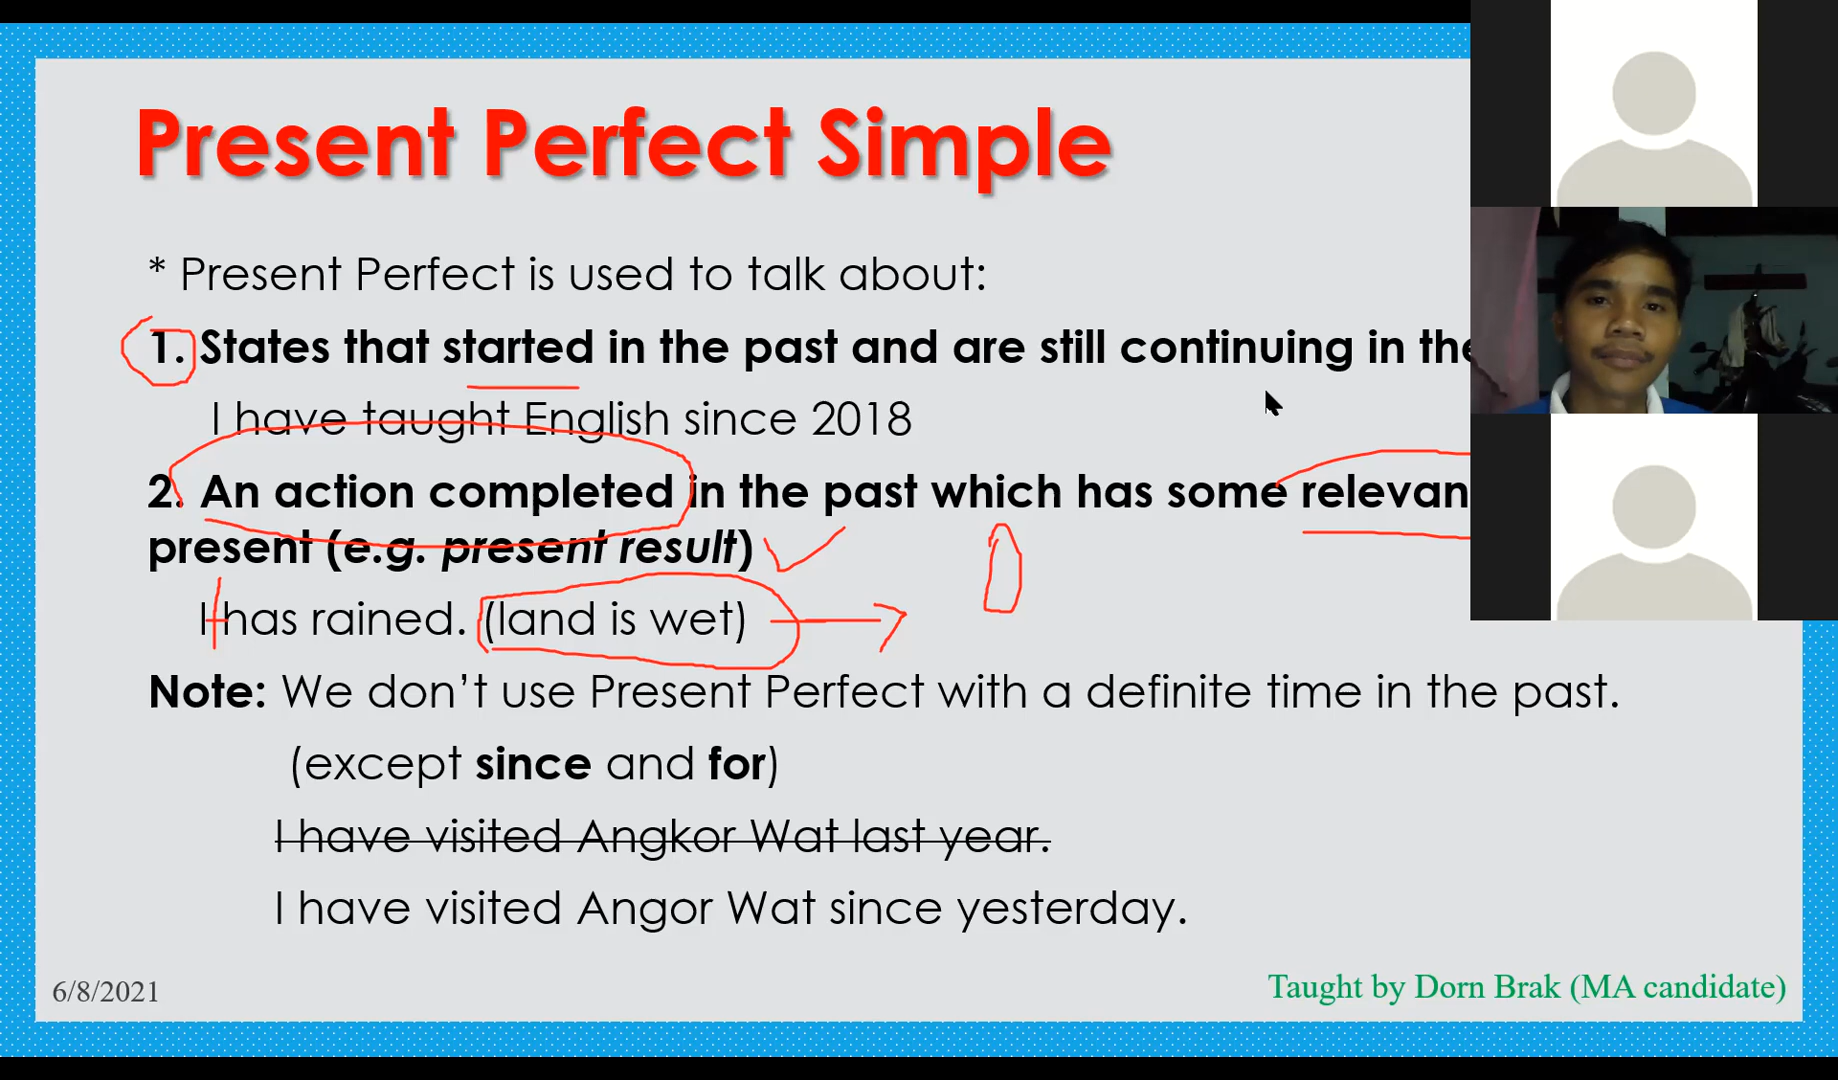 Present Perfect Simple
* Present Perfect is used to talk about:
1. States that started in the past and are still continuing in the
I have taught English since 2018
2. An action completed in the past which has some relevan
present (e.g. present result)
I has rained. (land is wet)
Note: We don’t use Present Perfect with a definite time in the past.
(except since and for)
I have visited Angkor Wat last year.
I have visited Angor Wat since yesterday.
6/8/2021
Taught by Dorn Brak (MA candidate)